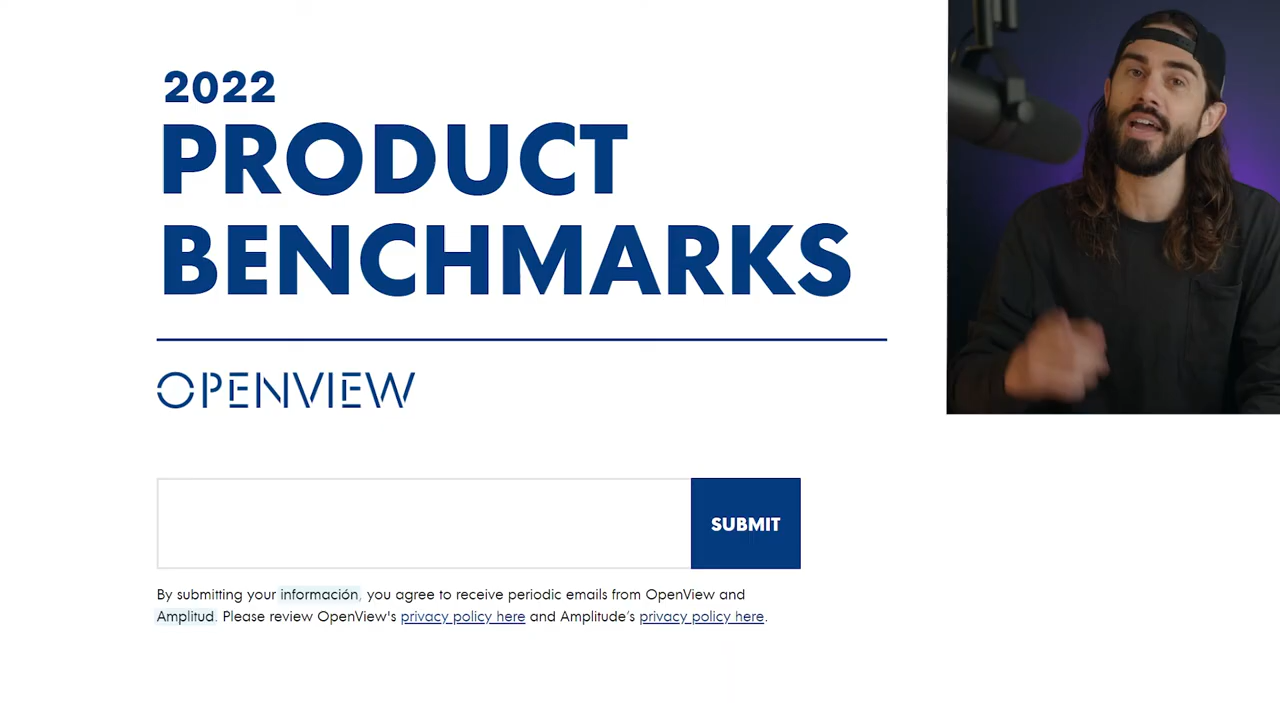 2022
PRODUCT
BENCHMARKS
OPENVIEW
SUBMIT
By submitting your información, you agree to receive periodic emails from OpenView and
Amplitud. Please review OpenView's privacy policy here and Amplitude’s privacy policy here.